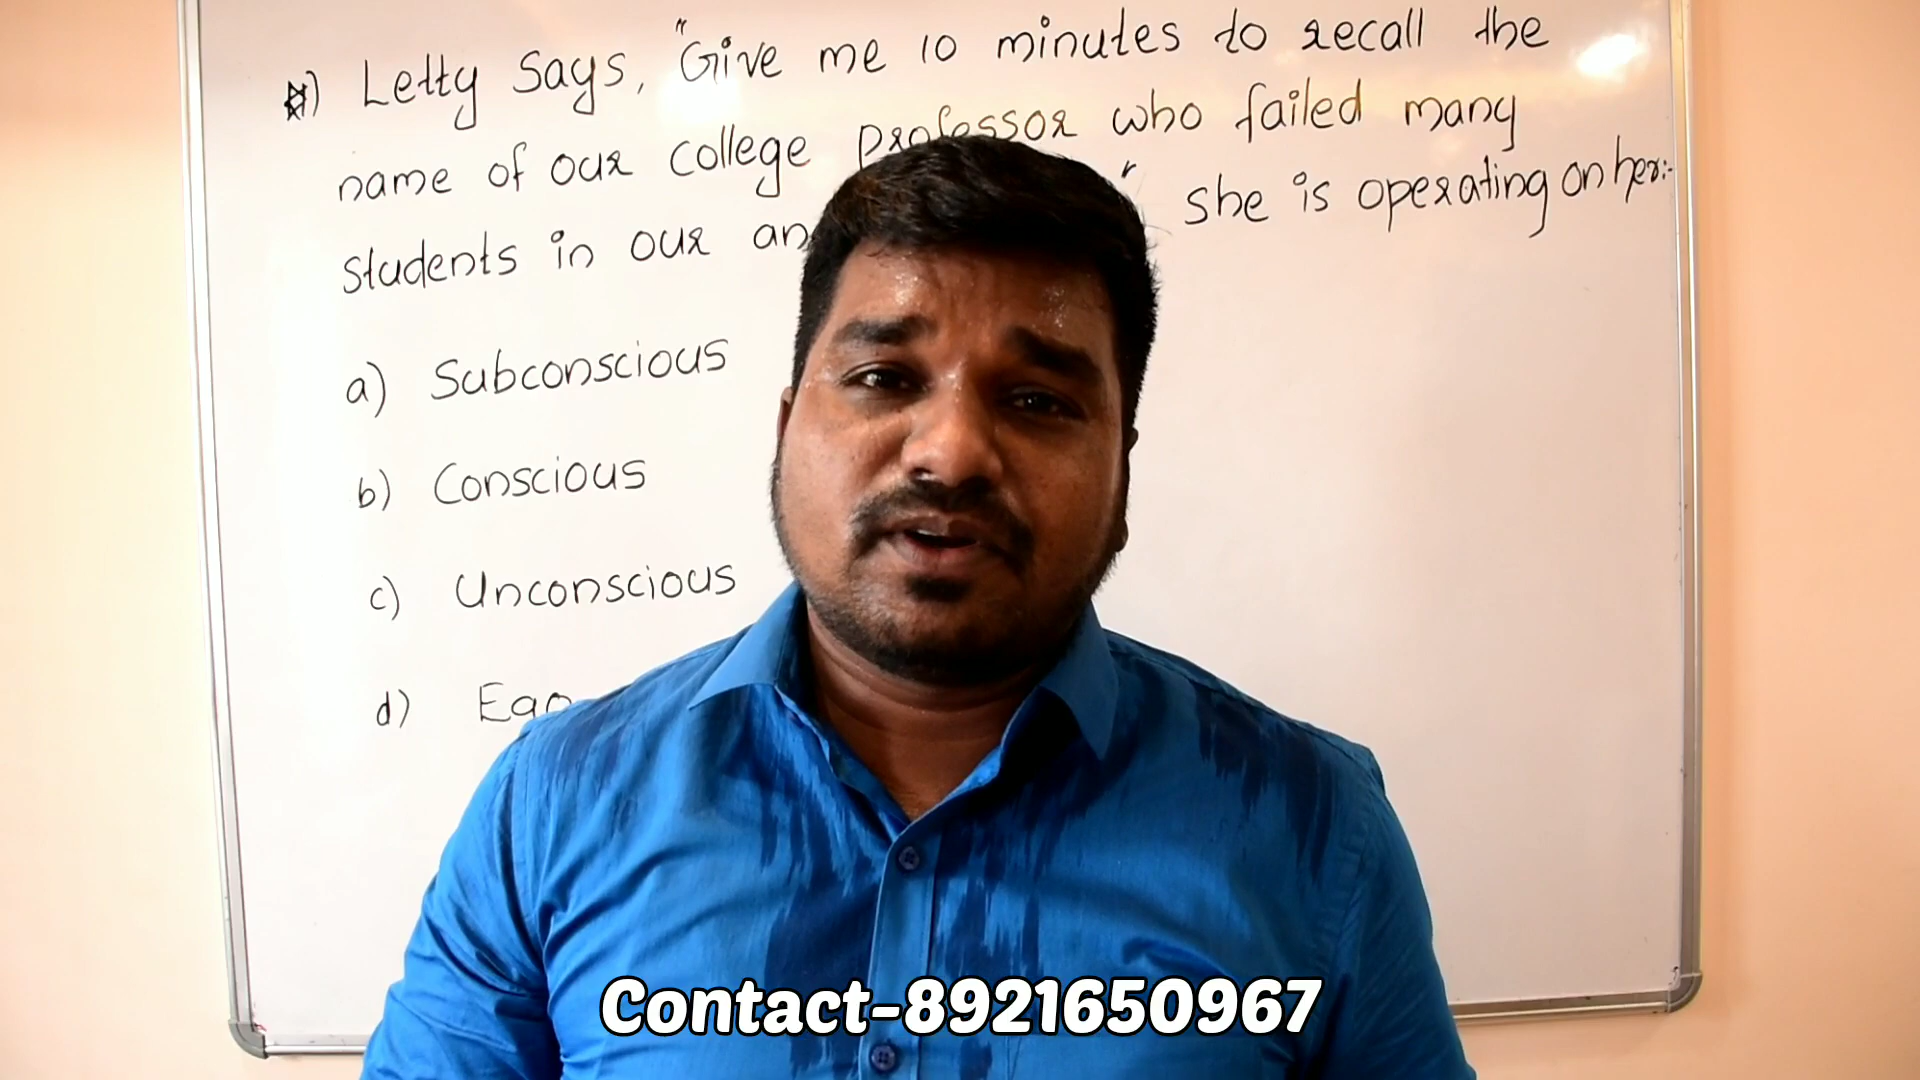 Letty Says, "Give me 10 minutes to recall the
name of our college professor who failed many
students in our an " she is operating on her:-
a) Subconscious
b) Conscious
c) Unconscious
d) Ego
Contact-8921650967